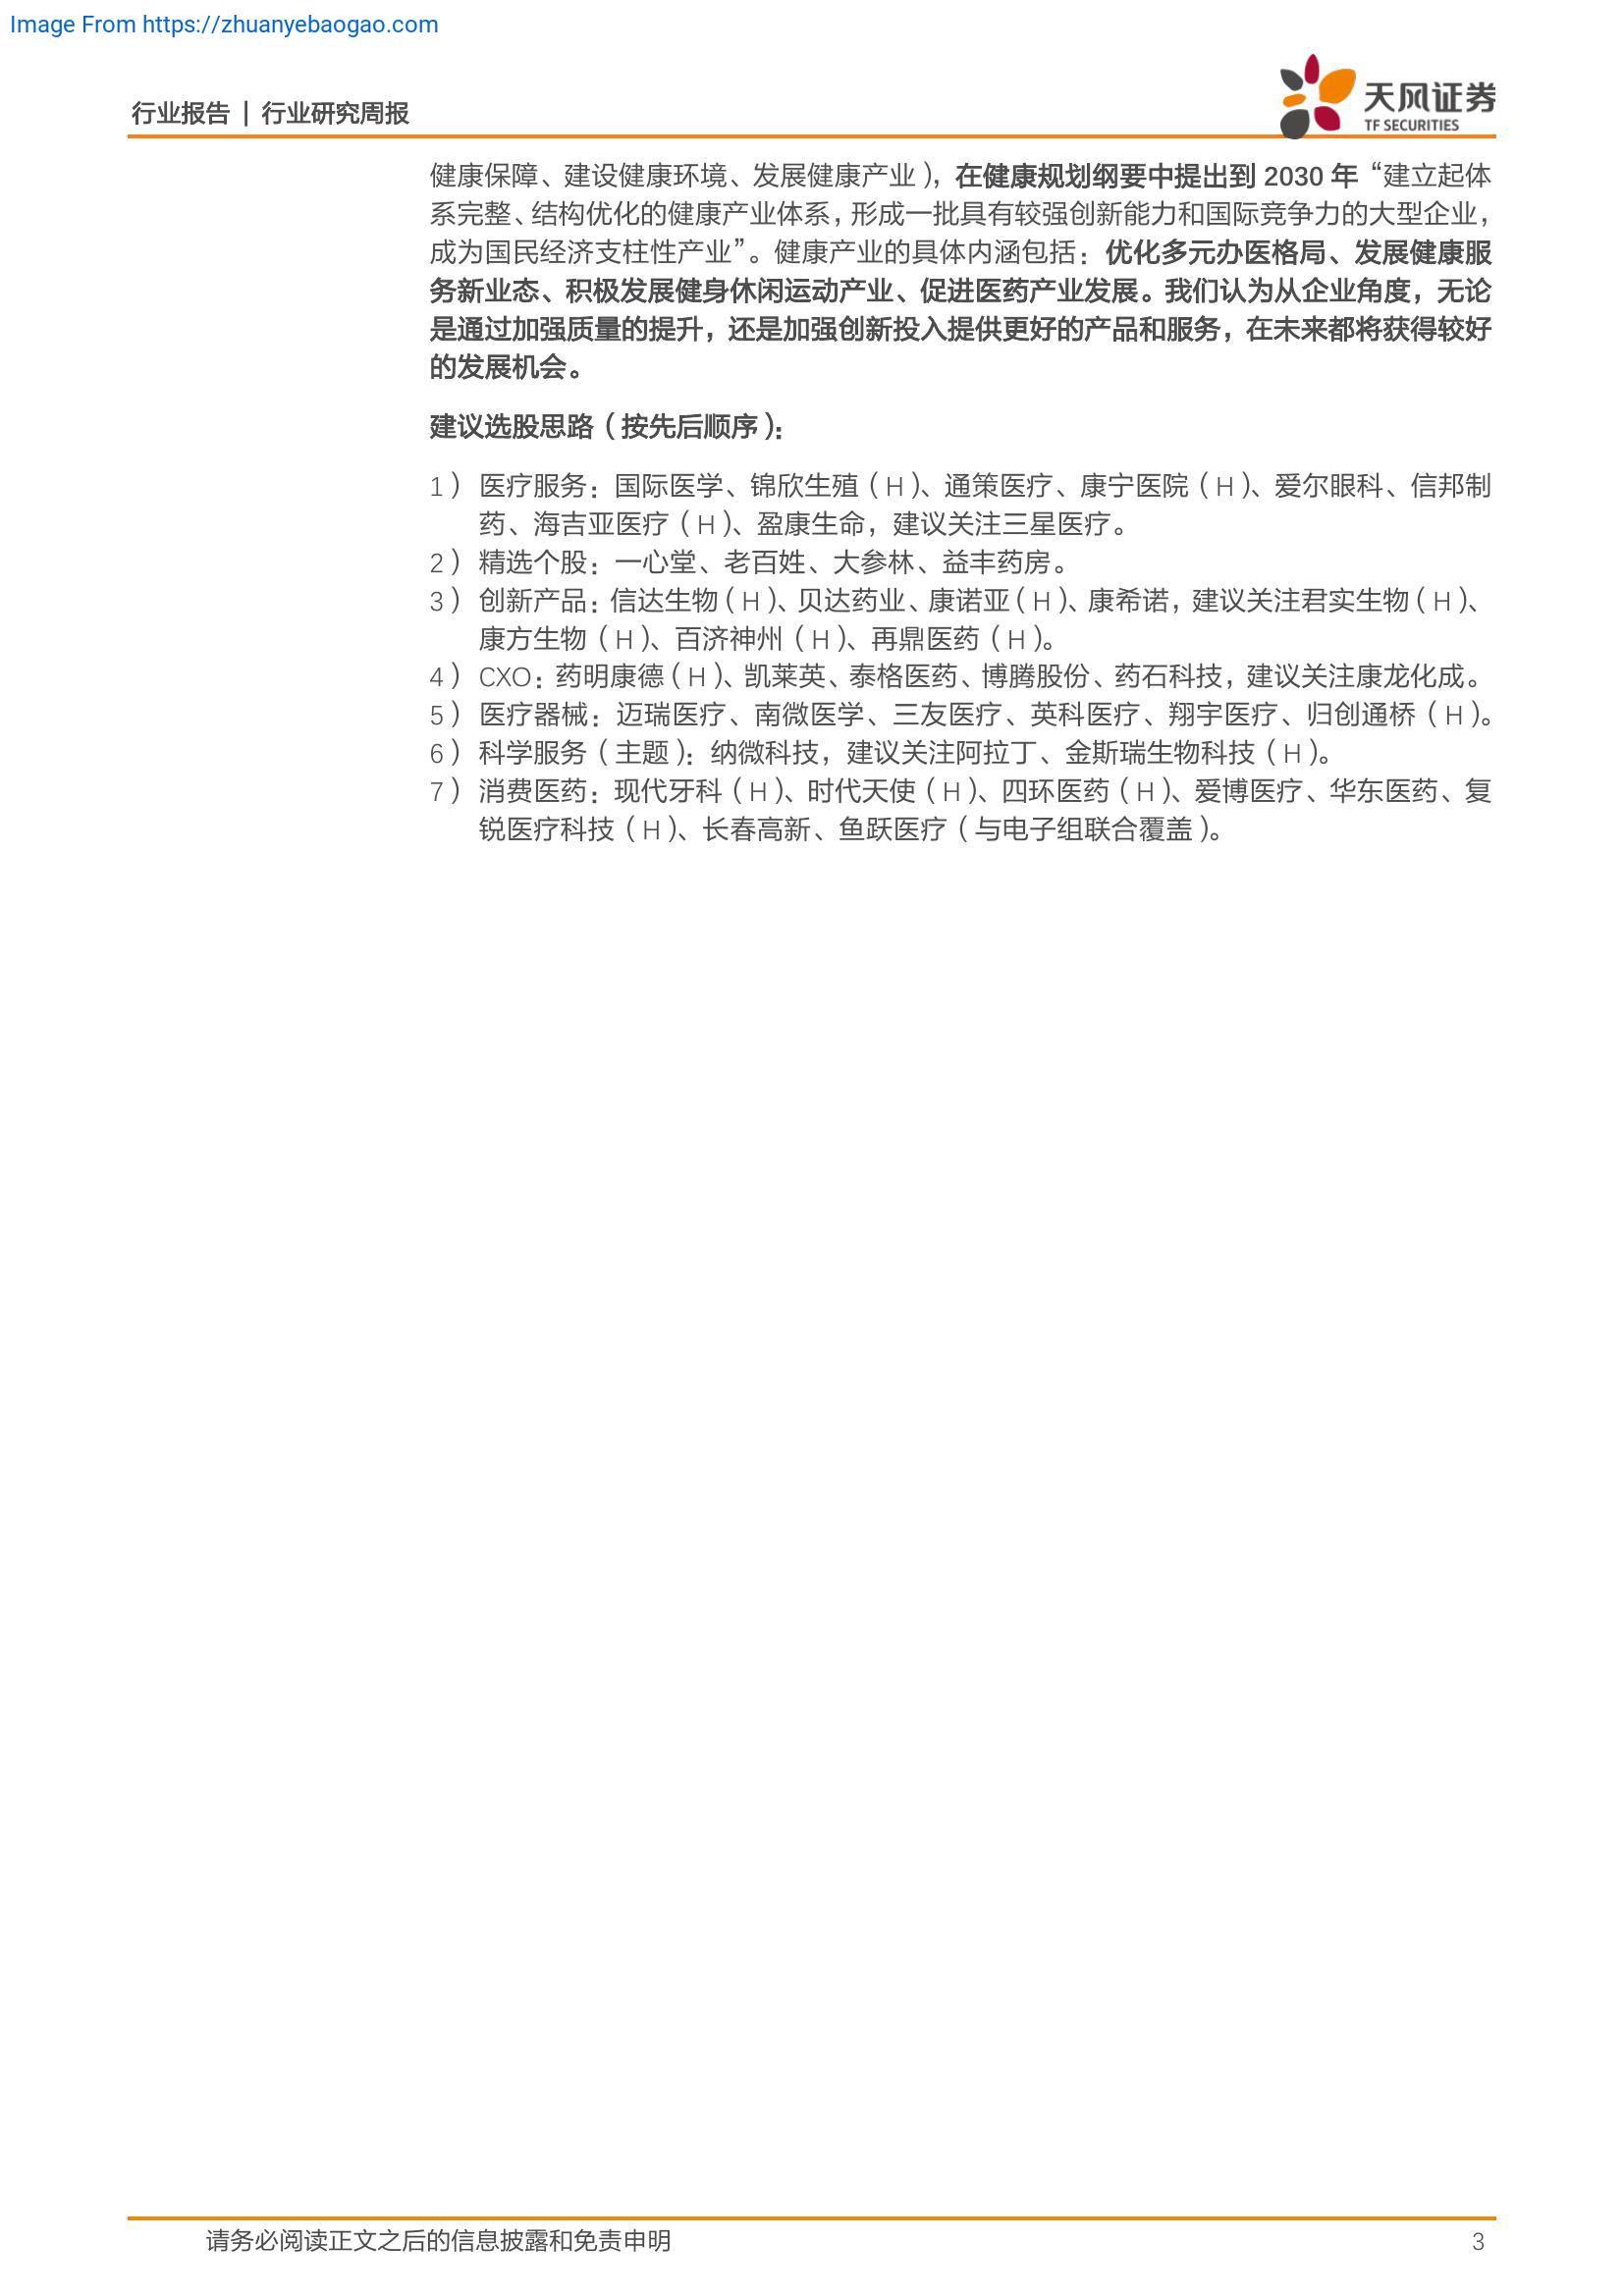 Image From https://zhuanyebaogao.com
行业报告 | 行业研究周报
天风证券
TF SECURITIES
健康保障、建设健康环境、发展健康产业），在健康规划纲要中提出到 2030 年“建立起体
系完整、结构优化的健康产业体系，形成一批具有较强创新能力和国际竞争力的大型企业，
成为国民经济支柱性产业”。健康产业的具体内涵包括：优化多元办医格局、发展健康服
务新业态、积极发展健身休闲运动产业、促进医药产业发展。我们认为从企业角度，无论
是通过加强质量的提升，还是加强创新投入提供更好的产品和服务，在未来都将获得较好
的发展机会。
建议选股思路（按先后顺序）：
1） 医疗服务：国际医学、锦欣生殖（H）、通策医疗、康宁医院（H）、爱尔眼科、信邦制
药、海吉亚医疗（H）、盈康生命，建议关注三星医疗。
2） 精选个股：一心堂、老百姓、大参林、益丰药房。
3） 创新产品：信达生物（H）、贝达药业、康诺亚（H）、康希诺，建议关注君实生物（H）、
康方生物（H）、百济神州（H）、再鼎医药（H）。
4） CXO：药明康德（H）、凯莱英、泰格医药、博腾股份、药石科技，建议关注康龙化成。
5） 医疗器械：迈瑞医疗、南微医学、三友医疗、英科医疗、翔宇医疗、归创通桥（H）。
6） 科学服务（主题）：纳微科技，建议关注阿拉丁、金斯瑞生物科技（H）。
7） 消费医药：现代牙科（H）、时代天使（H）、四环医药（H）、爱博医疗、华东医药、复
锐医疗科技（H）、长春高新、鱼跃医疗（与电子组联合覆盖）。
请务必阅读正文之后的信息披露和免责申明
3